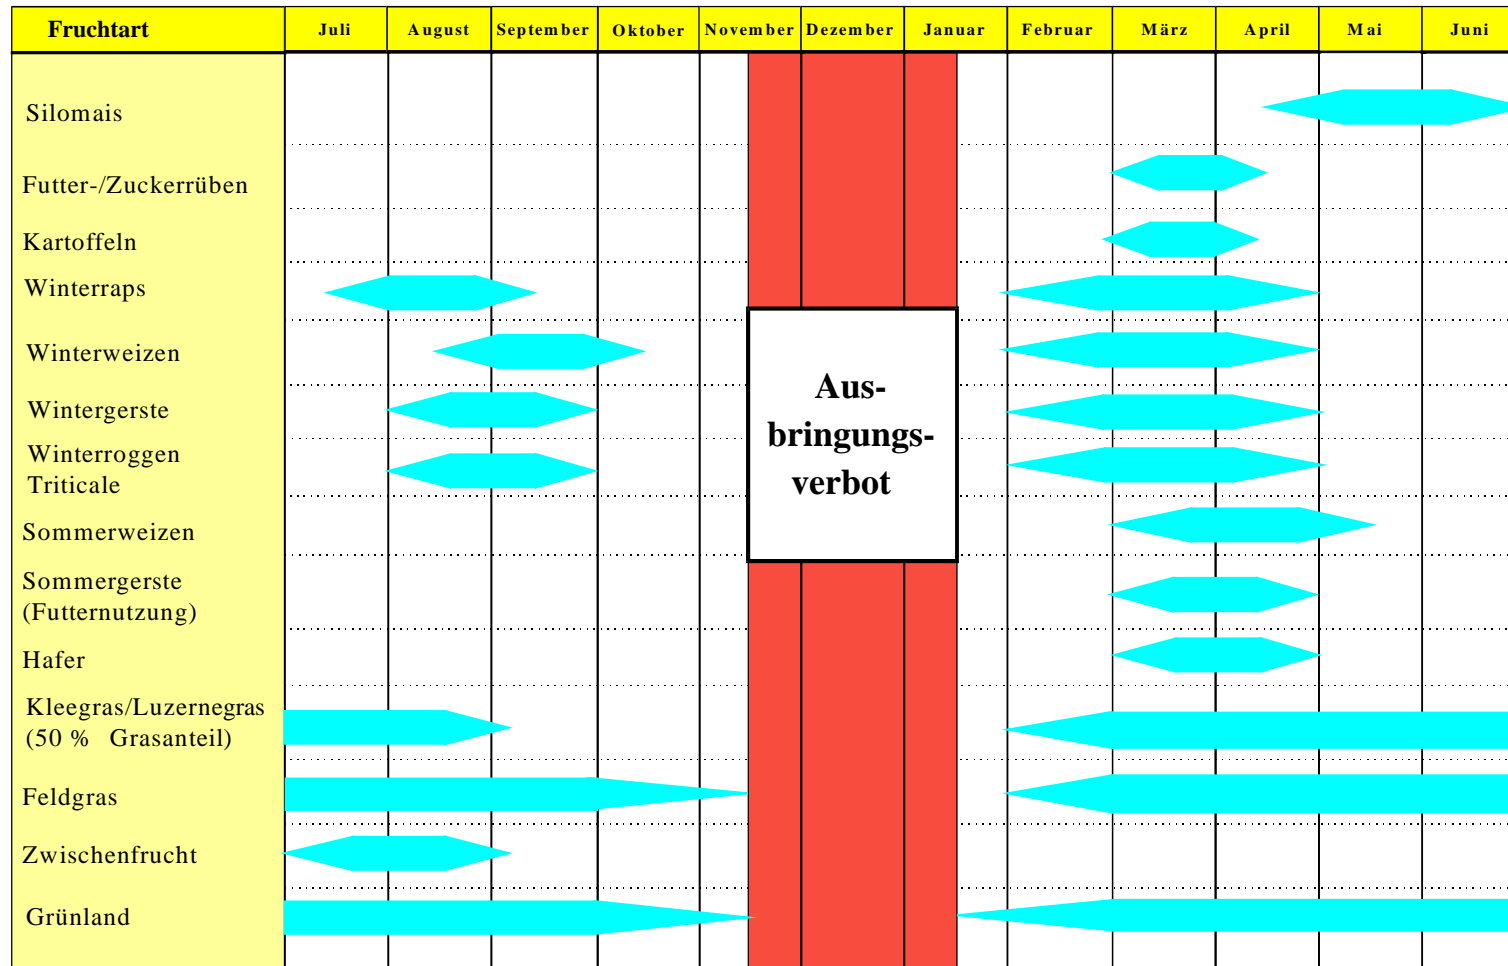 Fruchtart Juli August September Oktober November Dezember Januar Februar März April Mai Juni
Silomais
Futter-/Zuckerrüben
Kartoffeln
Winterraps
Winterweizen
Wintergerste
Winterroggen
Triticale
Sommerweizen
Sommergerste
(Futternutzung)
Hafer
Kleegras/Luzernegras
(50 % Grasanteil)
Feldgras
Zwischenfrucht
Grünland
Aus-
bringungs-
verbot